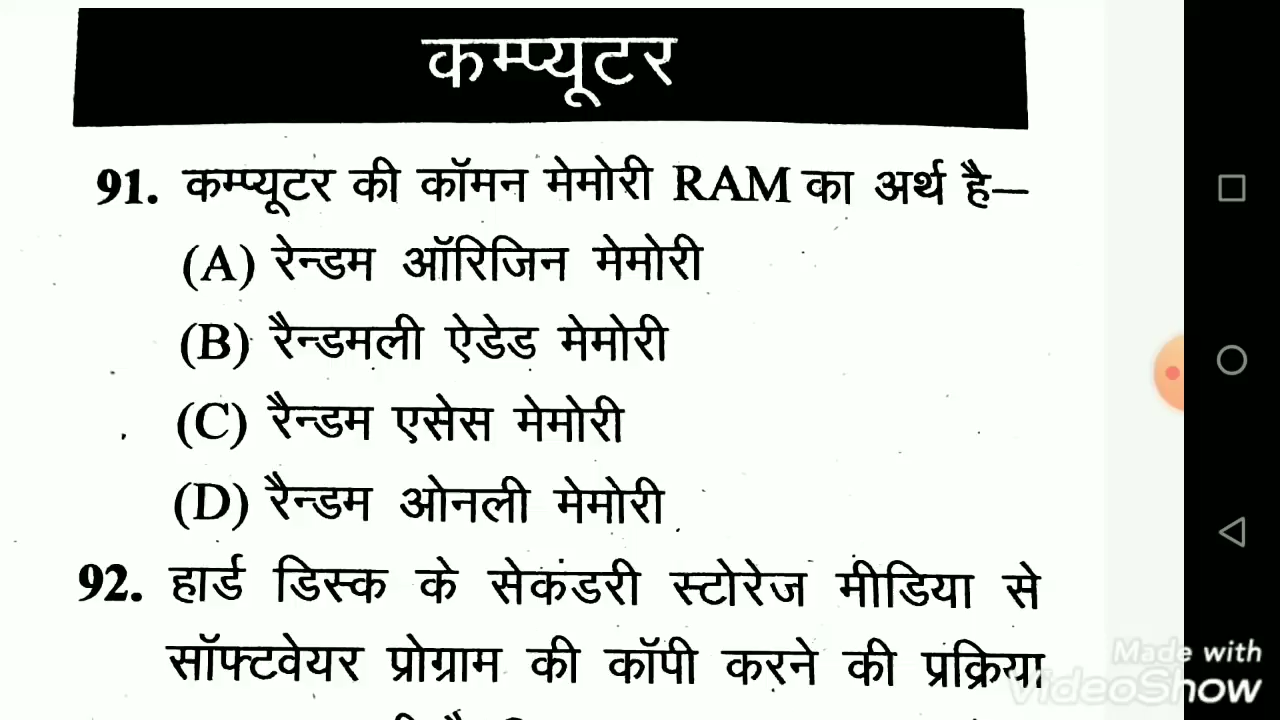 कम्प्यूटर
91. कम्प्यूटर की कॉमन मेमोरी RAM का अर्थ है—
(A) रेन्डम ऑरिजिन मेमोरी
(B) रैन्डमली ऐडेड मेमोरी
(C) रैन्डम एसेस मेमोरी
(D) रैन्डम ओनली मेमोरी
92. हार्ड डिस्क के सेकंडरी स्टोरेज मीडिया से
सॉफ्टवेयर प्रोग्राम की कॉपी करने की प्रक्रिया
Made with
VideoShow